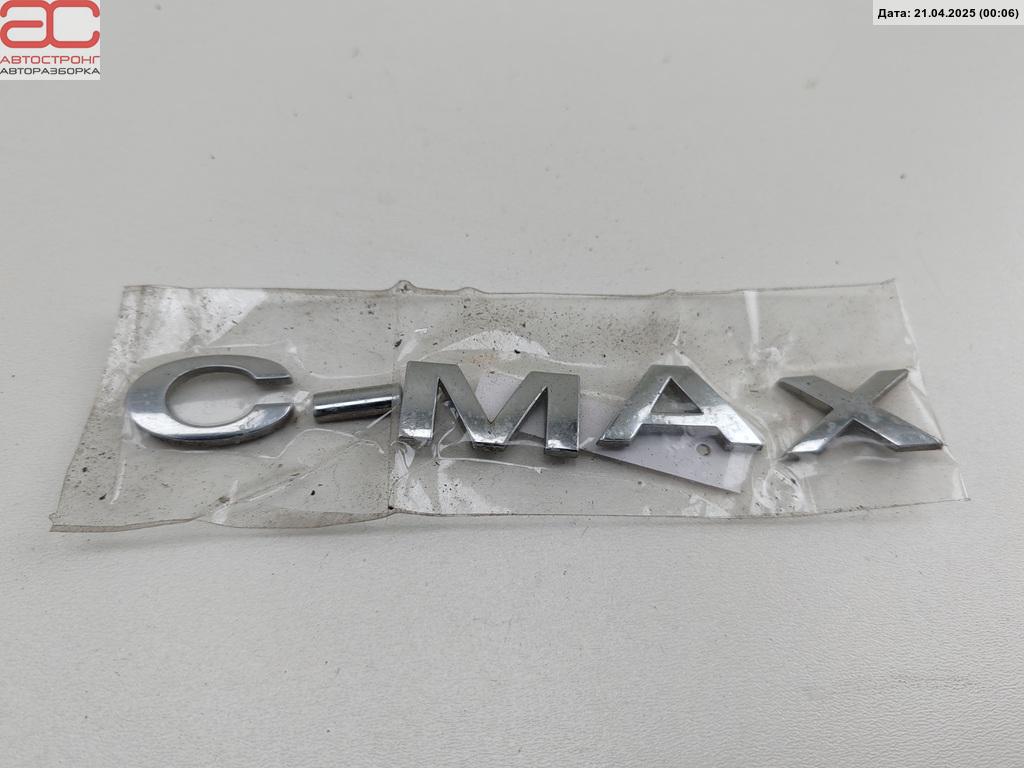 АС
АВТОСТРОНГ
АВТОРАЗБОРКА
Дата: 21.04.2025 (00:06)
C-MAX